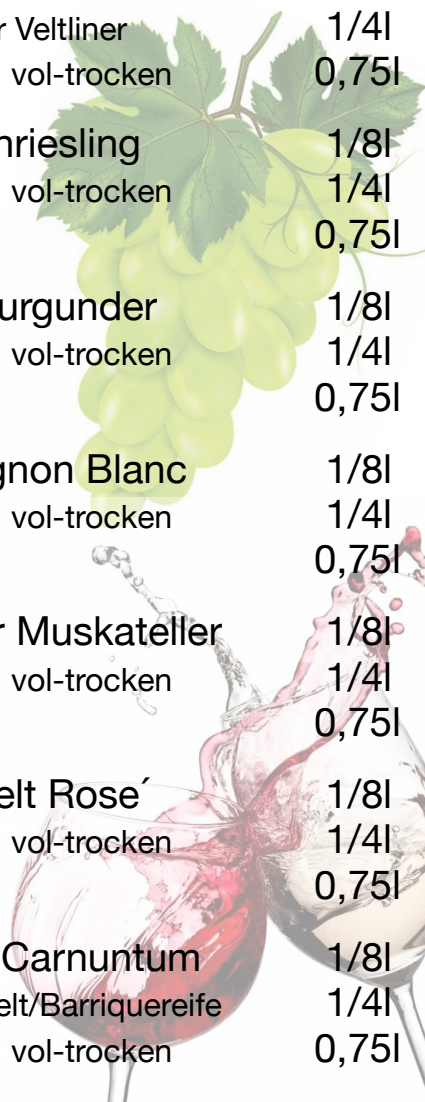 r Veltliner 1/4l
vol-trocken 0,75l
nriesling 1/8l
vol-trocken 1/4l
0,75l
urgunder 1/8l
vol-trocken 1/4l
0,75l
gnon Blanc 1/8l
vol-trocken 1/4l
0,75l
r Muskateller 1/8l
vol-trocken 1/4l
0,75l
elt Rose´ 1/8l
vol-trocken 1/4l
0,75l
Carnuntum 1/8l
elt/Barriquereife 1/4l
vol-trocken 0,75l